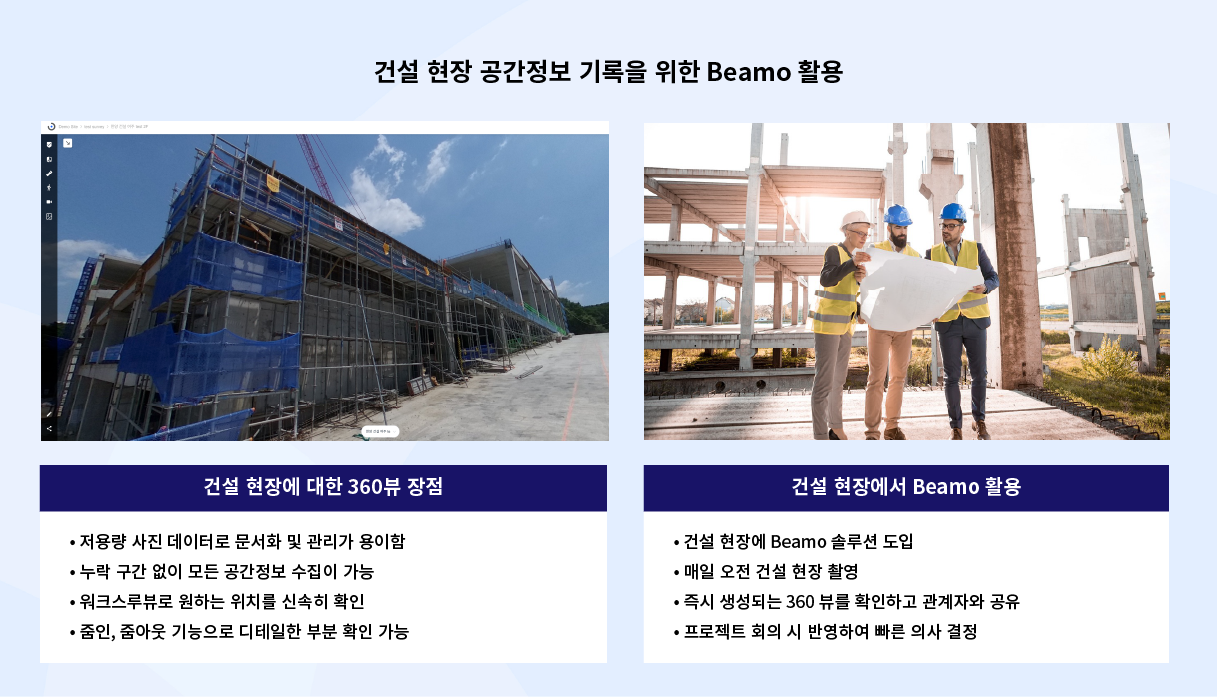 건설 현장 공간정보 기록을 위한 Beamo 활용
건설 현장에 대한 360뷰 장점
• 저용량 사진 데이터로 문서화 및 관리가 용이함
• 누락 구간 없이 모든 공간정보 수집이 가능
• 워크스루뷰로 원하는 위치를 신속히 확인
• 줌인, 줌아웃 기능으로 디테일한 부분 확인 가능
건설 현장에서 Beamo 활용
• 건설 현장에 Beamo 솔루션 도입
• 매일 오전 건설 현장 촬영
• 즉시 생성되는 360 뷰를 확인하고 관계자와 공유
• 프로젝트 회의 시 반영하여 빠른 의사 결정